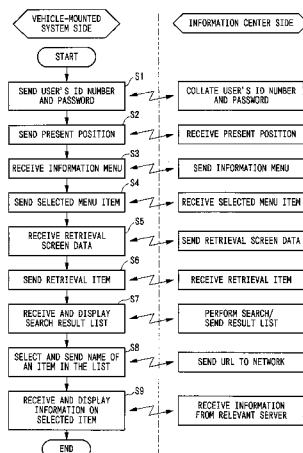 VEHICLE-MOUNTED
SYSTEM SIDE
INFORMATION CENTER SIDE
START
S1
SEND USER'S ID NUMBER
AND PASSWORD
COLLATE USER'S ID NUMBER
AND PASSWORD
S2
SEND PRESENT POSITION
RECEIVE PRESENT POSITION
S3
RECEIVE INFORMATION MENU
SEND INFORMATION MENU
S4
SEND SELECTED MENU ITEM
RECEIVE SELECTED MENU ITEM
S5
RECEIVE RETRIEVAL
SCREEN DATA
SEND RETRIEVAL SCREEN DATA
S6
SEND RETRIEVAL ITEM
RECEIVE RETRIEVAL ITEM
S7
RECEIVE AND DISPLAY
SEARCH RESULT LIST
PERFORM SEARCH/
SEND RESULT LIST
S8
SELECT AND SEND NAME OF
AN ITEM IN THE LIST
SEND URL TO NETWORK
S9
RECEIVE AND DISPLAY
INFORMATION ON
SELECTED ITEM
RECEIVE INFORMATION
FROM RELEVANT SERVER
END